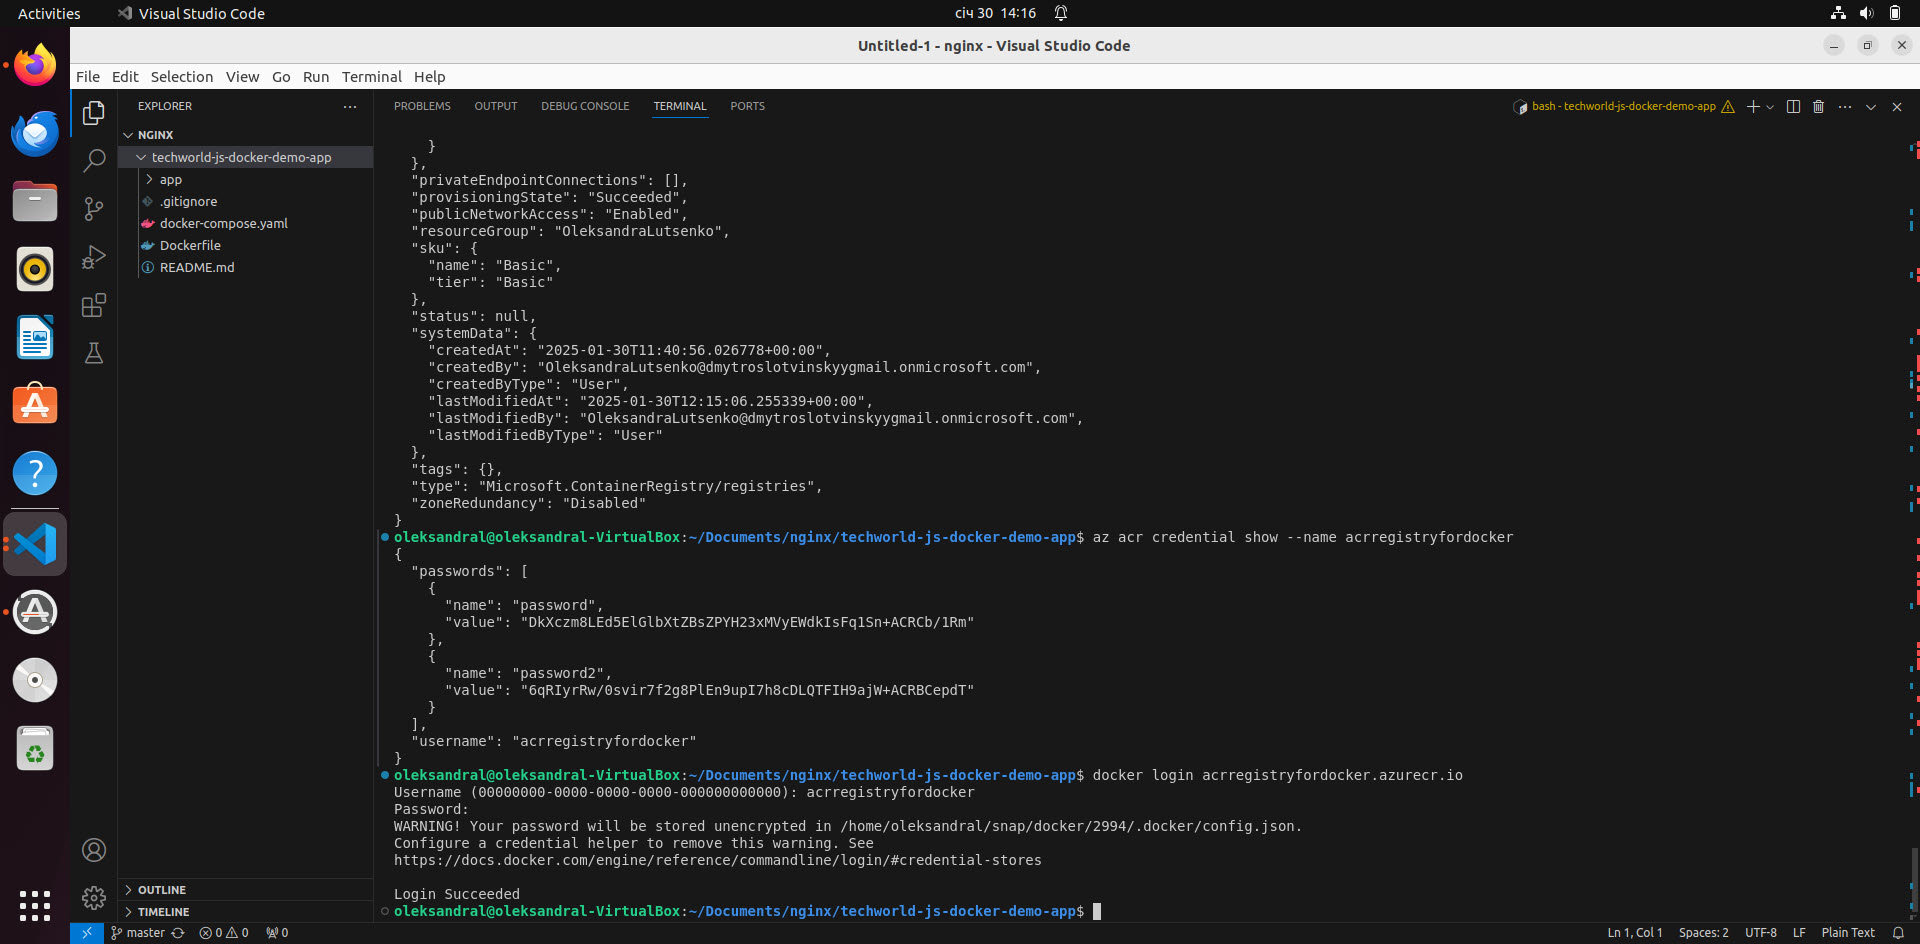 Activities
Visual Studio Code
січ 30 14:16
Untitled-1 - nginx - Visual Studio Code
File Edit Selection View Go Run Terminal Help
EXPLORER
NGINX
techworld-js-docker-demo-app
app
.gitignore
docker-compose.yaml
Dockerfile
README.md
OUTLINE
TIMELINE
PROBLEMS OUTPUT DEBUG CONSOLE TERMINAL PORTS
bash - techworld-js-docker-demo-app
}
},
"privateEndpointConnections": [],
"provisioningState": "Succeeded",
"publicNetworkAccess": "Enabled",
"resourceGroup": "OleksandraLutsenko",
"sku": {
"name": "Basic",
"tier": "Basic"
},
"status": null,
"systemData": {
"createdAt": "2025-01-30T11:40:56.026778+00:00",
"createdBy": "OleksandraLutsenko@dmytroslotvinskyygmail.onmicrosoft.com",
"createdByType": "User",
"lastModifiedAt": "2025-01-30T12:15:06.255339+00:00",
"lastModifiedBy": "OleksandraLutsenko@dmytroslotvinskyygmail.onmicrosoft.com",
"lastModifiedByType": "User"
},
"tags": {},
"type": "Microsoft.ContainerRegistry/registries",
"zoneRedundancy": "Disabled"
}
oleksandral@oleksandral-VirtualBox:~/Documents/nginx/techworld-js-docker-demo-app$ az acr credential show --name acrregistryfordocker
{
"passwords": [
{
"name": "password",
"value": "DkXczm8LEd5ElGlbXtZBsZPYH23xMVyEWdkIsFq1Sn+ACRCb/1Rm"
},
{
"name": "password2",
"value": "6qRIyrRw/0svir7f2g8PlEn9upI7h8cDLQTFIH9ajW+ACRBCepdT"
}
],
"username": "acrregistryfordocker"
}
oleksandral@oleksandral-VirtualBox:~/Documents/nginx/techworld-js-docker-demo-app$ docker login acrregistryfordocker.azurecr.io
Username (00000000-0000-0000-0000-000000000000): acrregistryfordocker
Password:
WARNING! Your password will be stored unencrypted in /home/oleksandral/snap/docker/2994/.docker/config.json.
Configure a credential helper to remove this warning. See
https://docs.docker.com/engine/reference/commandline/login/#credential-stores
Login Succeeded
oleksandral@oleksandral-VirtualBox:~/Documents/nginx/techworld-js-docker-demo-app$
master 0 0 0
Ln 1, Col 1 Spaces: 2 UTF-8 LF Plain Text